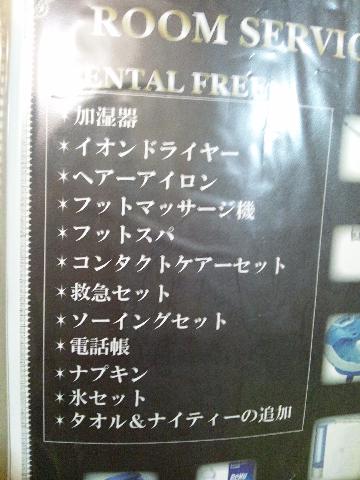 ROOM SERVIC
RENTAL FREE
*加湿器
*イオンドライヤー
*ヘアーアイロン
*フットマッサージ機
*フットスパ
*コンタクトケアーセット
*救急セット
*ソーイングセット
*電話帳
*ナプキン
*氷セット
*タオル&ナイティーの追加